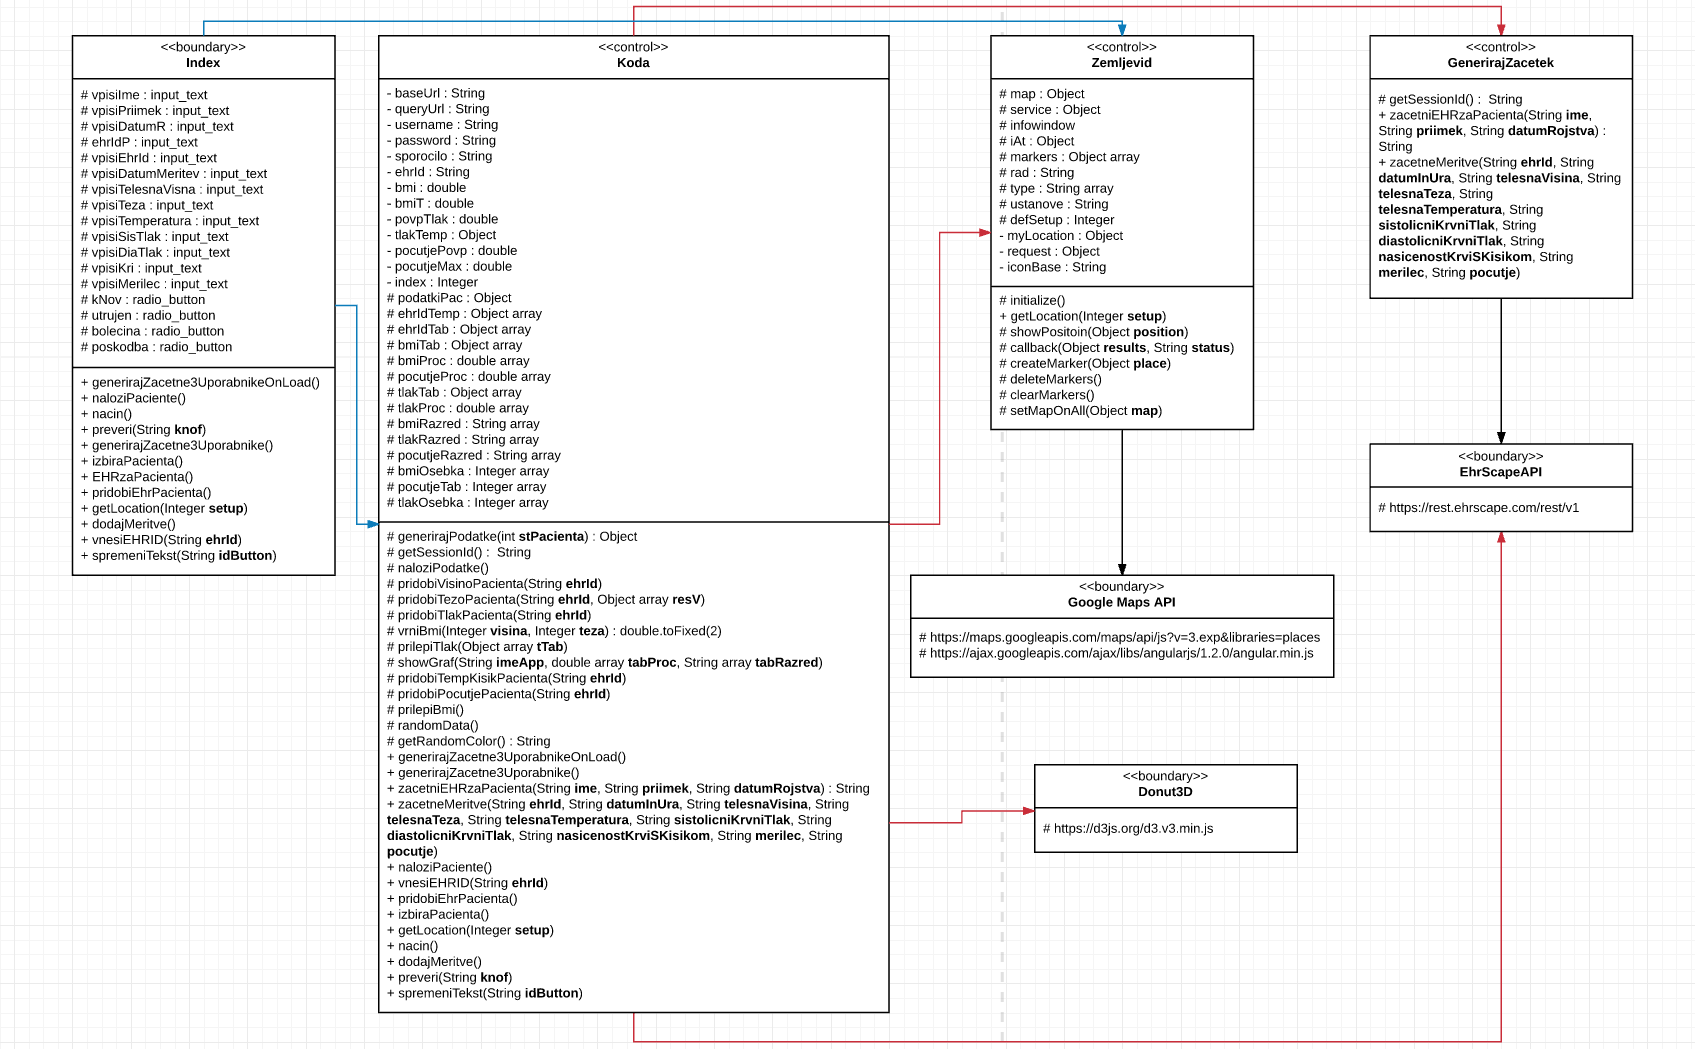 <<boundary>>
Index
# vpisiIme : input_text
# vpisiPriimek : input_text
# vpisiDatumR : input_text
# ehrIdP : input_text
# vpisiEhrId : input_text
# vpisiDatumMeritev : input_text
# vpisiTelesnaVisna : input_text
# vpisiTeza : input_text
# vpisiTemperatura : input_text
# vpisiSisTlak : input_text
# vpisiDiaTlak : input_text
# vpisiKri : input_text
# vpisiMerilec : input_text
# kNov : radio_button
# utrujen : radio_button
# bolecina : radio_button
# poskodba : radio_button
+ generirajZacetne3UporabnikeOnLoad()
+ naloziPaciente()
+ nacin()
+ preveri(String knof)
+ generirajZacetne3Uporabnike()
+ izbiraPacienta()
+ EHRzaPacienta()
+ pridobiEhrPacienta()
+ getLocation(Integer setup)
+ dodajMeritve()
+ vnesiEHRID(String ehrId)
+ spremeniTekst(String idButton)
<<control>>
Koda
- baseUrl : String
- queryUrl : String
- username : String
- password : String
- sporocilo : String
- ehrId : String
- bmi : double
- bmiT : double
- povpTlak : double
- tlakTemp : Object
- pocutjePovp : double
- pocutjeMax : double
- index : Integer
# podatkiPac : Object
# ehrIdTemp : Object array
# ehrIdTab : Object array
# bmiTab : Object array
# bmiProc : double array
# pocutjeProc : double array
# tlakTab : Object array
# tlakProc : double array
# bmiRazred : String array
# tlakRazred : String array
# pocutjeRazred : String array
# bmiOsebka : Integer array
# pocutjeTab : Integer array
# tlakOsebka : Integer array
# generirajPodatke(int stPacienta) : Object
# getSessionId() :  String
# naloziPodatke()
# pridobiVisinoPacienta(String ehrId)
# pridobiTezoPacienta(String ehrId, Object array resV)
# pridobiTlakPacienta(String ehrId)
# vrniBmi(Integer visina, Integer teza) : double.toFixed(2)
# prilepiTlak(Object array tTab)
# showGraf(String imeApp, double array tabProc, String array tabRazred)
# pridobiTempKisikPacienta(String ehrId)
# pridobiPocutjePacienta(String ehrId)
# prilepiBmi()
# randomData()
# getRandomColor() : String
+ generirajZacetne3UporabnikeOnLoad()
+ generirajZacetne3Uporabnike()
+ zacetniEHRzaPacienta(String ime, String priimek, String datumRojstva) : String
+ zacetneMeritve(String ehrId, String datumInUra, String telesnaVisina, String
telesnaTeza, String telesnaTemperatura, String sistolicniKrvniTlak, String
diastolicniKrvniTlak, String nasicenostKrviSKisikom, String merilec, String
pocutje)
+ naloziPaciente()
+ vnesiEHRID(String ehrId)
+ pridobiEhrPacienta()
+ izbiraPacienta()
+ getLocation(Integer setup)
+ nacin()
+ dodajMeritve()
+ preveri(String knof)
+ spremeniTekst(String idButton)
<<control>>
Zemljevid
# map : Object
# service : Object
# infowindow
# iAt : Object
# markers : Object array
# rad : String
# type : String array
# ustanove : String
# defSetup : Integer
- myLocation : Object
- request : Object
- iconBase : String
# initialize()
+ getLocation(Integer setup)
# showPositoin(Object position)
# callback(Object results, String status)
# createMarker(Object place)
# deleteMarkers()
# clearMarkers()
# setMapOnAll(Object map)
<<control>>
GenerirajZacetek
# getSessionId() :  String
+ zacetniEHRzaPacienta(String ime,
String priimek, String datumRojstva) :
String
+ zacetneMeritve(String ehrId, String
datumInUra, String telesnaVisina, String
telesnaTeza, String
telesnaTemperatura, String
sistolicniKrvniTlak, String
diastolicniKrvniTlak, String
nasicenostKrviSKisikom, String
merilec, String pocutje)
<<boundary>>
EhrScapeAPI
# https://rest.ehrscape.com/rest/v1
<<boundary>>
Google Maps API
# https://maps.googleapis.com/maps/api/js?v=3.exp&libraries=places
# https://ajax.googleapis.com/ajax/libs/angularjs/1.2.0/angular.min.js
<<boundary>>
Donut3D
# https://d3js.org/d3.v3.min.js